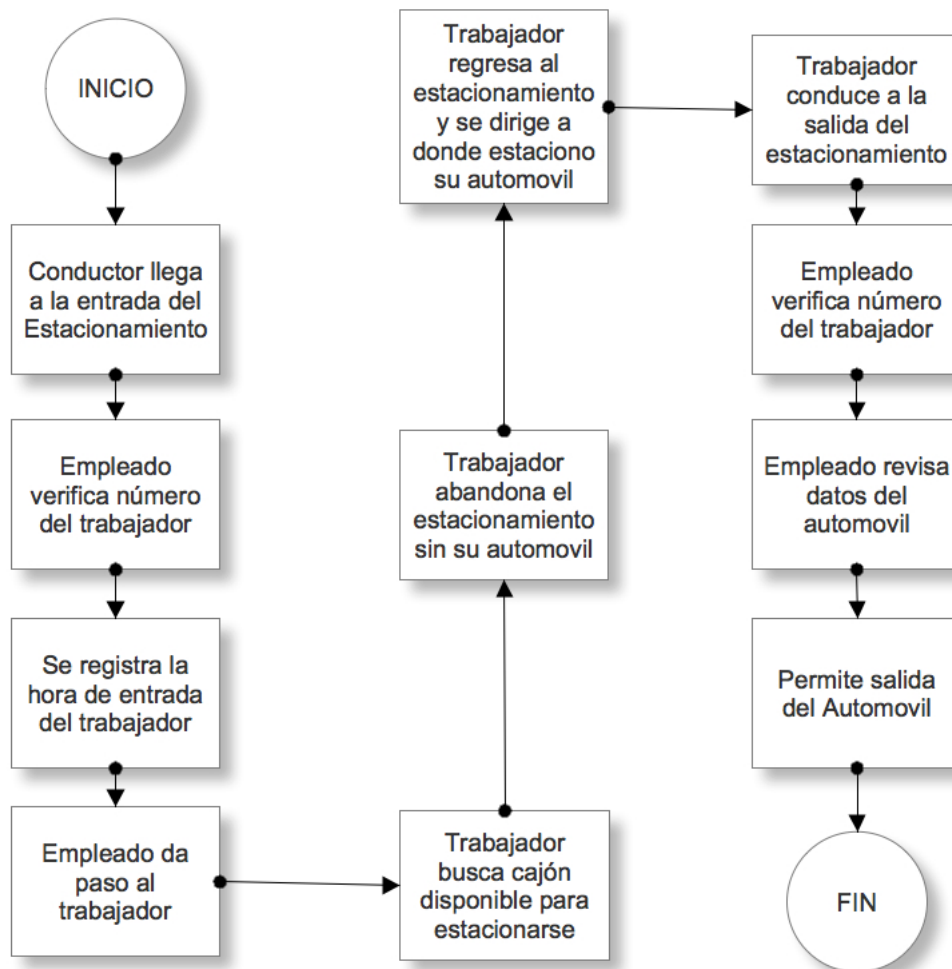 INICIO
Conductor llega
a la entrada del
Estacionamiento
Empleado
verifica número
del trabajador
Se registra la
hora de entrada
del trabajador
Empleado da
paso al
trabajador
Trabajador
busca cajón
disponible para
estacionarse
Trabajador
abandona el
estacionamiento
sin su automovil
Trabajador
regresa al
estacionamiento
y se dirige a
donde estaciono
su automovil
Trabajador
conduce a la
salida del
estacionamiento
Empleado
verifica número
del trabajador
Empleado revisa
datos del
automovil
Permite salida
del Automovil
FIN